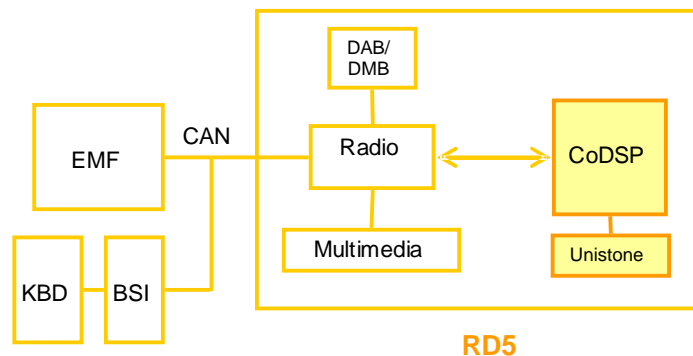 DAB/
DMB
CAN
EMF
Radio
CoDSP
Multimedia
Unistone
KBD
BSI
RD5